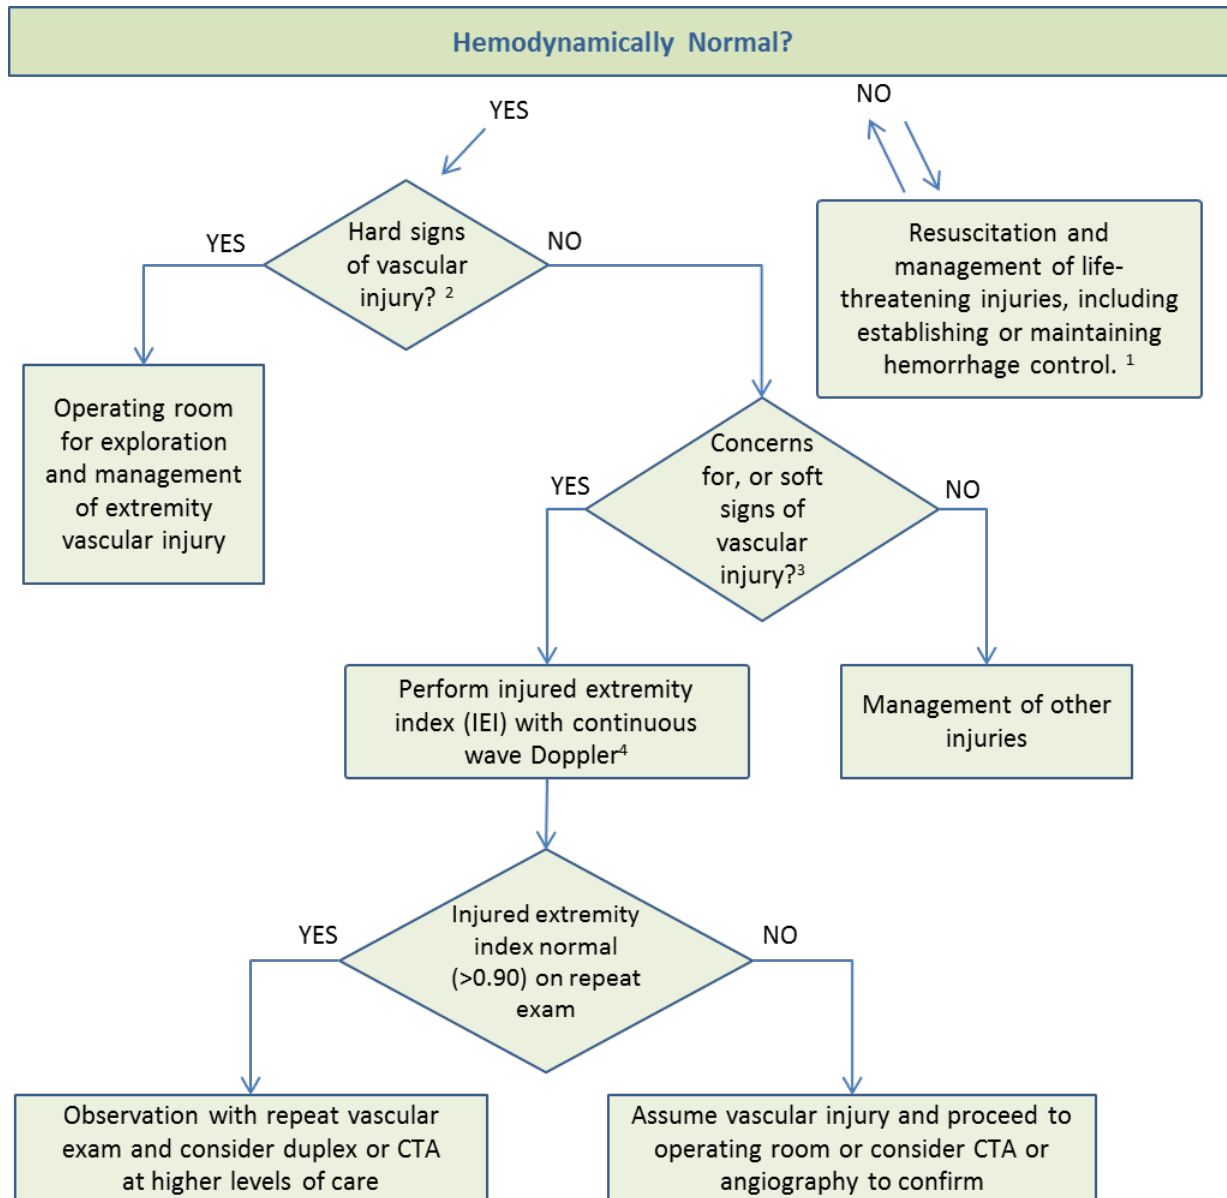 Hemodynamically Normal?
YES
NO
Hard signs
of vascular
injury? 2
YES
NO
Resuscitation and
management of life-
threatening injuries, including
establishing or maintaining
hemorrhage control. 1
Operating room
for exploration
and management
of extremity
vascular injury
Concerns
for, or soft
signs of
vascular
injury?3
YES
NO
Perform injured extremity
index (IEI) with continuous
wave Doppler4
Management of other
injuries
Injured extremity
index normal
(>0.90) on repeat
exam
YES
NO
Observation with repeat vascular
exam and consider duplex or CTA
at higher levels of care
Assume vascular injury and proceed to
operating room or consider CTA or
angiography to confirm